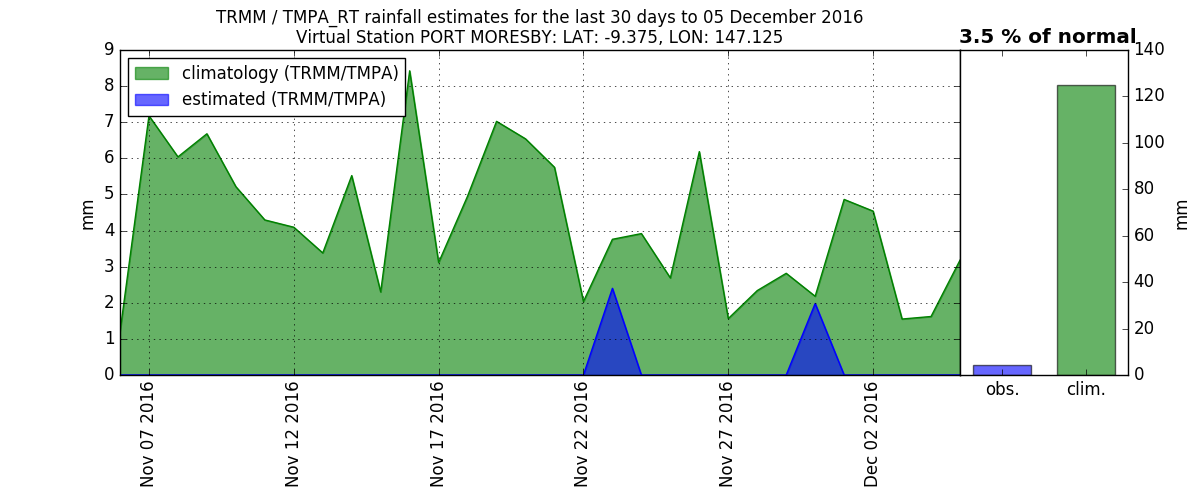 TRMM / TMPA_RT rainfall estimates for the last 30 days to 05 December 2016
Virtual Station PORT MORESBY: LAT: -9.375, LON: 147.125
3.5 % of normal
climatology (TRMM/TMPA)
estimated (TRMM/TMPA)
mm
9
8
7
6
5
4
3
2
1
0
Nov 07 2016
Nov 12 2016
Nov 17 2016
Nov 22 2016
Nov 27 2016
Dec 02 2016
140
120
100
80
60
40
20
0
mm
obs.
clim.